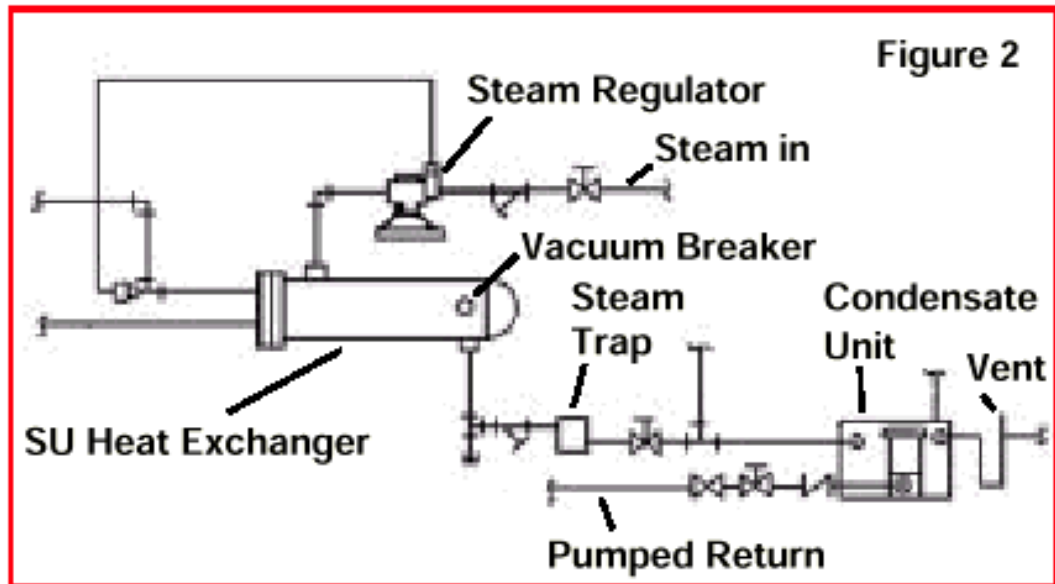 Figure 2
Steam Regulator
Steam in
Vacuum Breaker
Steam
Trap
Condensate
Unit
Vent
SU Heat Exchanger
Pumped Return